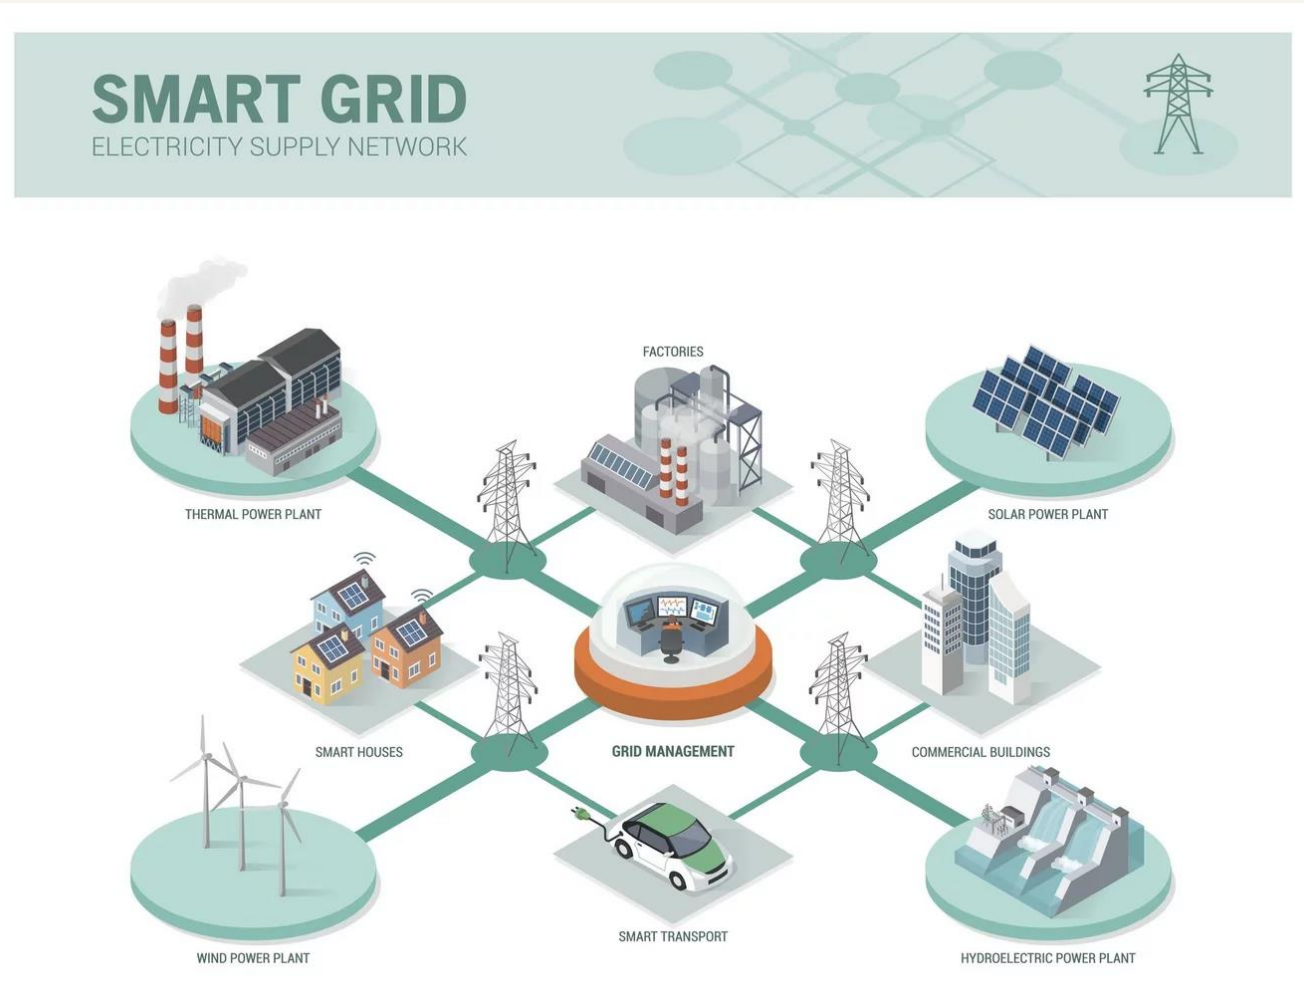 SMART GRID
ELECTRICITY SUPPLY NETWORK
FACTORIES
THERMAL POWER PLANT
SOLAR POWER PLANT
SMART HOUSES
GRID MANAGEMENT
COMMERCIAL BUILDINGS
SMART TRANSPORT
WIND POWER PLANT
HYDROELECTRIC POWER PLANT